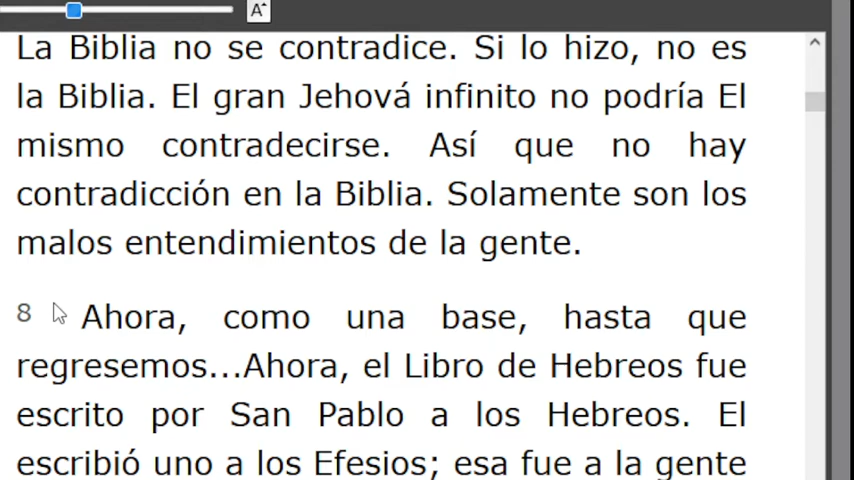 A
La Biblia no se contradice. Si lo hizo, no es
la Biblia. El gran Jehová infinito no podría El
mismo contradecirse. Así que no hay
contradicción en la Biblia. Solamente son los
malos entendimientos de la gente.
8 Ahora, como una base, hasta que
regresemos...Ahora, el Libro de Hebreos fue
escrito por San Pablo a los Hebreos. El
escribió uno a los Efesios; esa fue a la gente